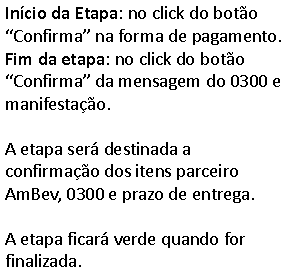 Início da Etapa: no click do botão
“Confirma” na forma de pagamento.
Fim da etapa: no click do botão
“Confirma” da mensagem do 0300 e
manifestação.
A etapa será destinada a
confirmação dos itens parceiro
AmBev, 0300 e prazo de entrega.
A etapa ficará verde quando for
finalizada.